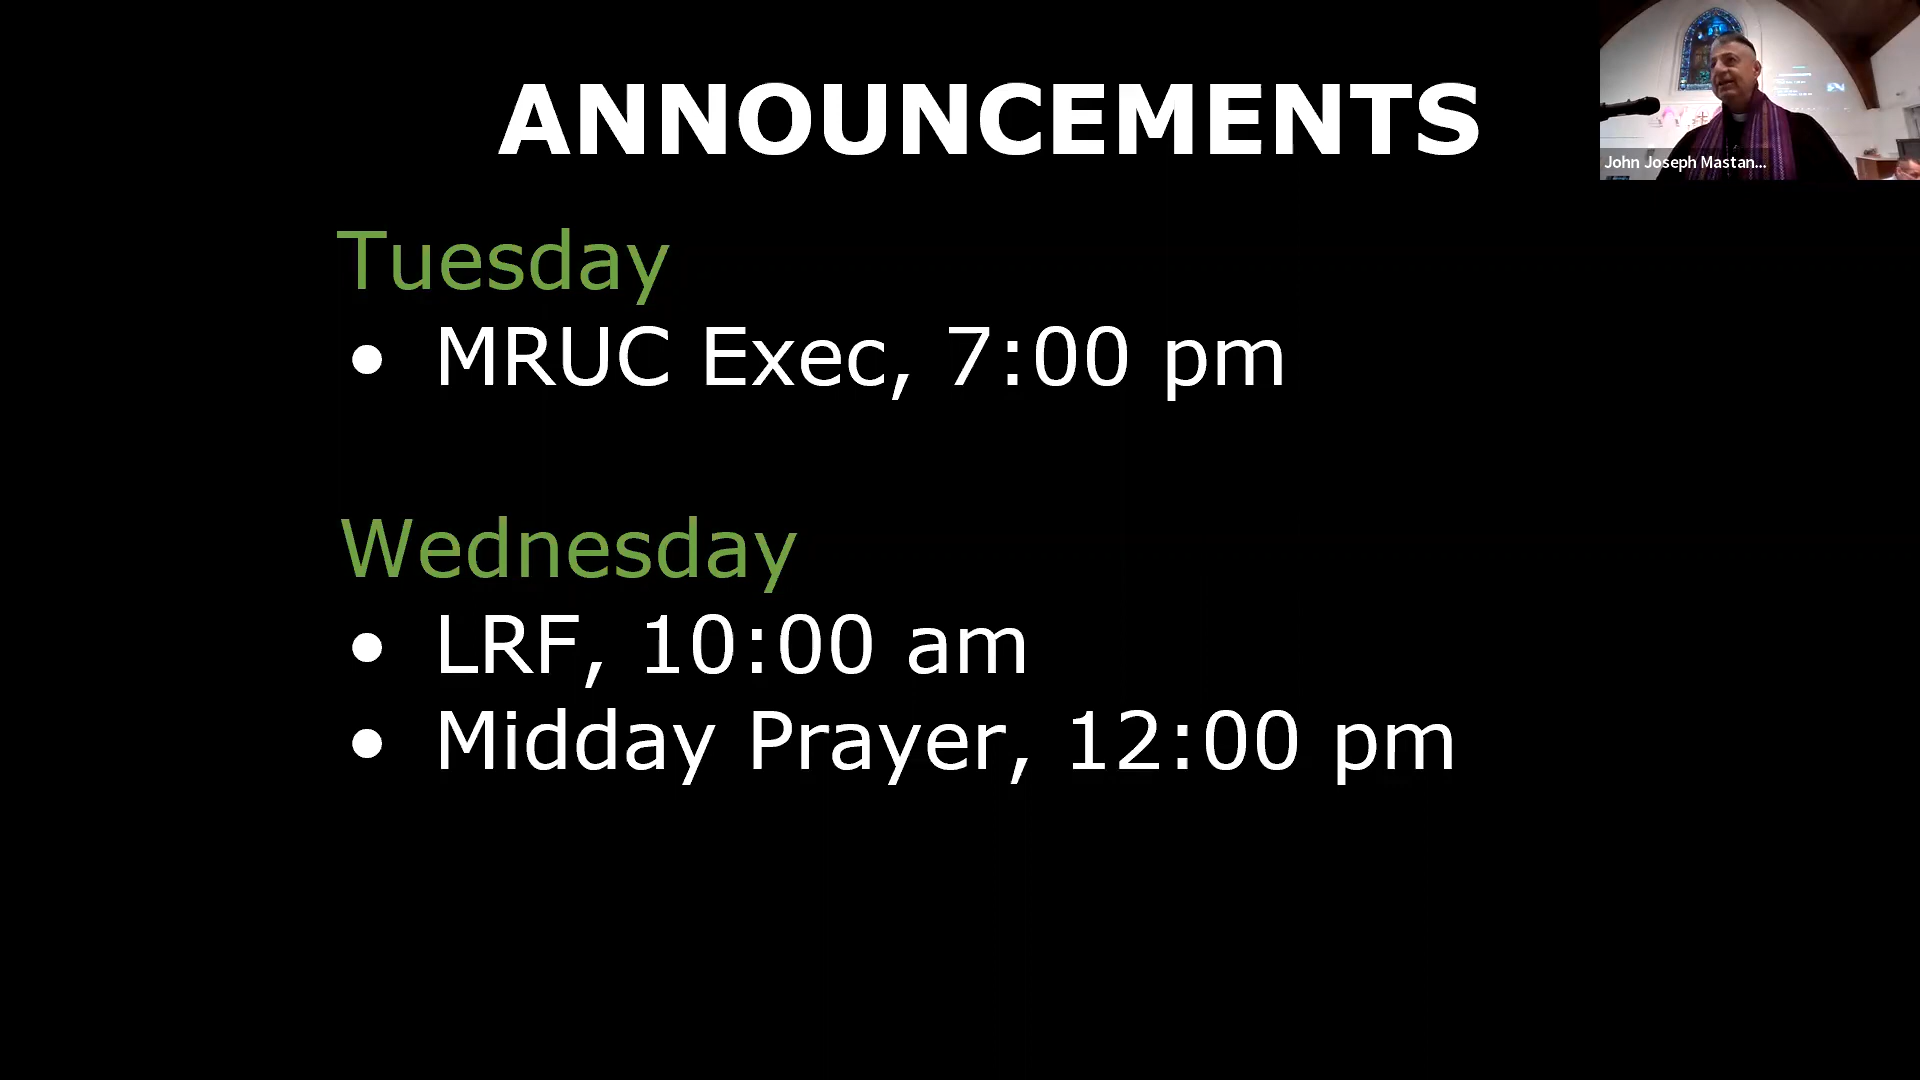 ANNOUNCEMENTS
John Joseph Mastan...
Tuesday
• MRUC Exec, 7:00 pm
Wednesday
• LRF, 10:00 am
• Midday Prayer, 12:00 pm